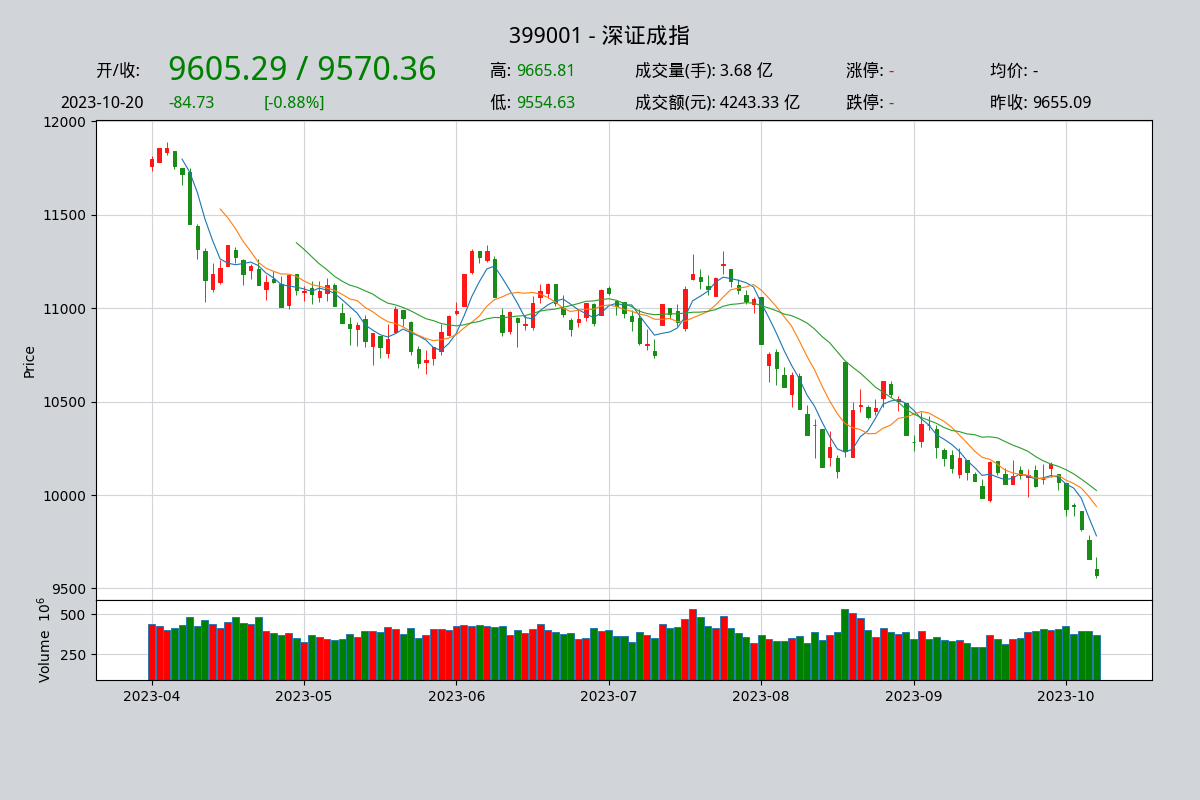 399001 - 深证成指
开/收: 9605.29 / 9570.36 高: 9665.81 成交量(手): 3.68 亿 涨停: - 均价: -
2023-10-20 -84.73 [-0.88%] 低: 9554.63 成交额(元): 4243.33 亿 跌停: - 昨收: 9655.09
12000
11500
11000
10500
10000
9500
Price
500
250
Volume 10^6
2023-04 2023-05 2023-06 2023-07 2023-08 2023-09 2023-10